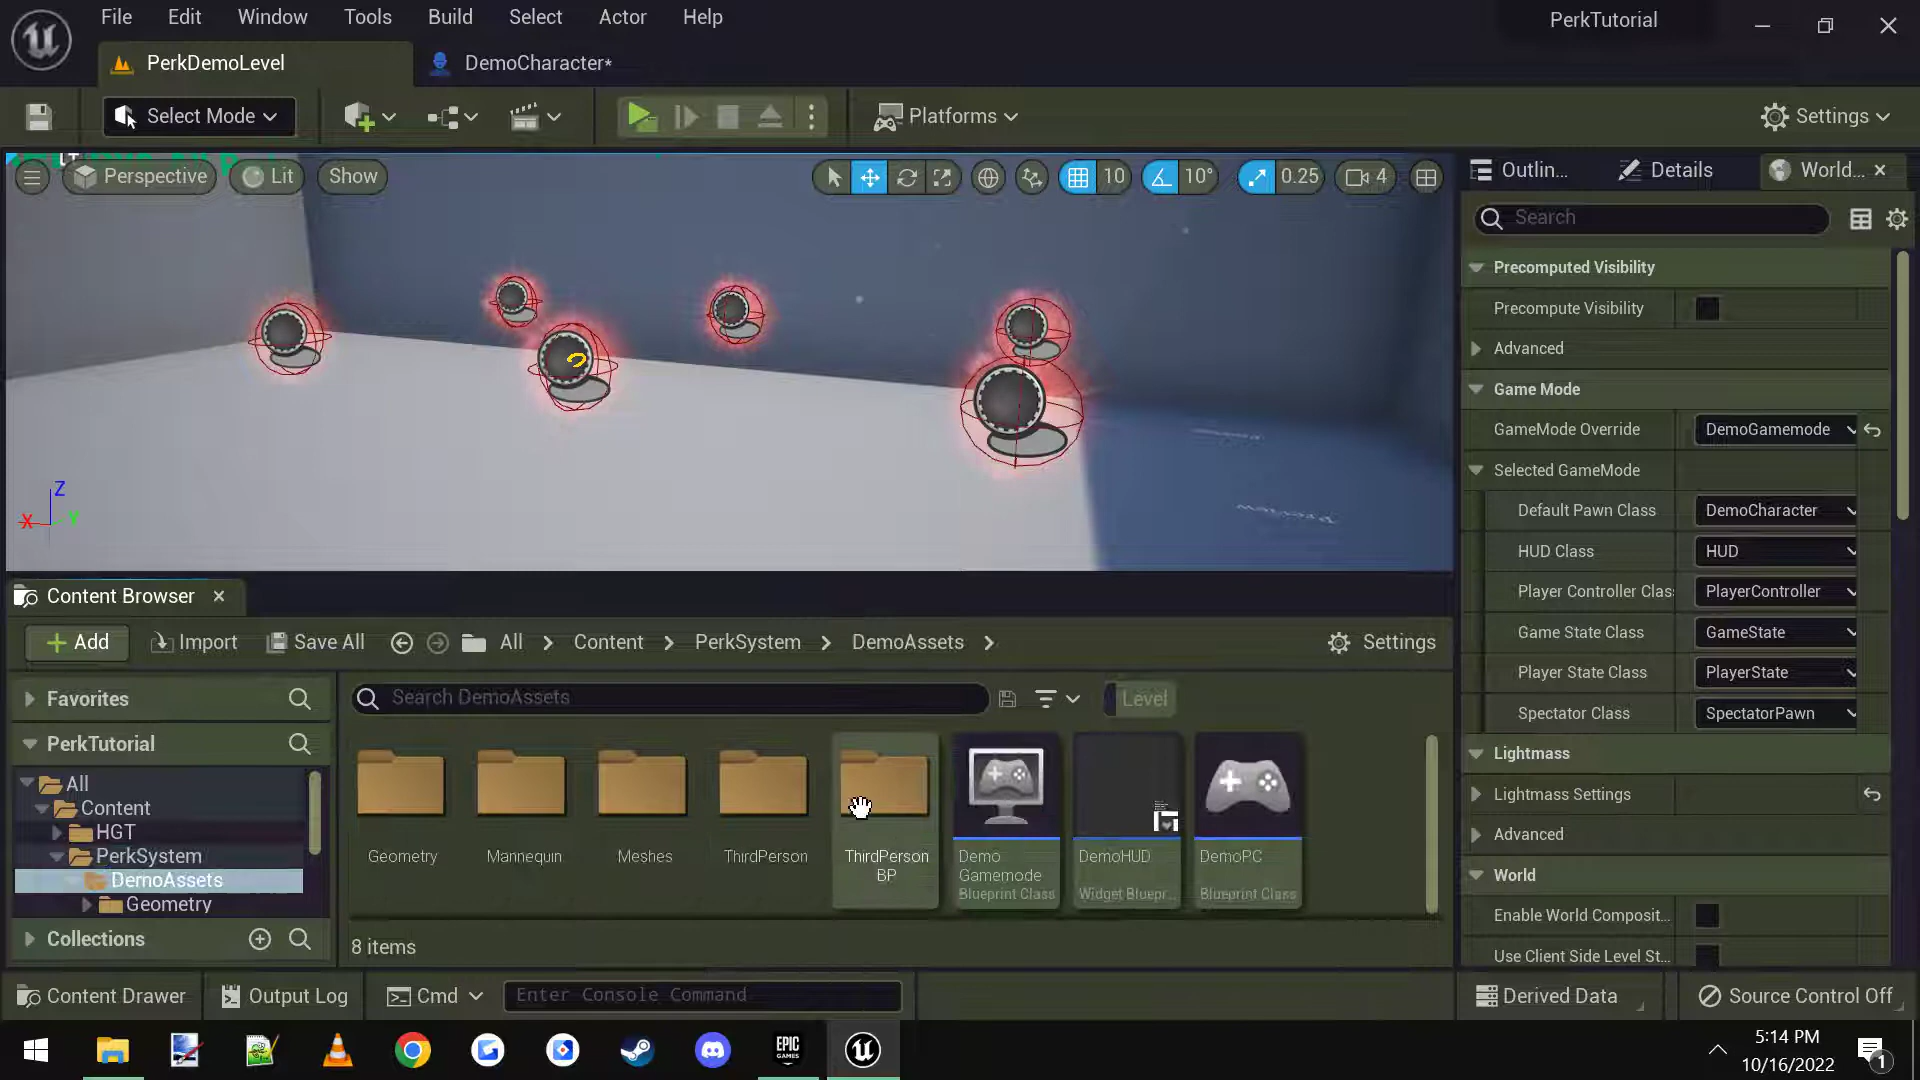 File Edit Window Tools Build Select Actor Help
PerkTutorial
PerkDemoLevel
DemoCharacter*
Select Mode
Platforms
Settings
Perspective
Lit
Show
10
10°
0.25
4
Outlin...
Details
World...
Search
Precomputed Visibility
Precompute Visibility
Advanced
Game Mode
GameMode Override
DemoGamemode
Selected GameMode
Default Pawn Class
DemoCharacter
HUD Class
HUD
Player Controller Clas
PlayerController
Game State Class
GameState
Player State Class
PlayerState
Spectator Class
SpectatorPawn
Lightmass
Lightmass Settings
Advanced
World
Enable World Composit...
Use Client Side Level St...
Z
X
Y
Content Browser
Add
Import
Save All
All
Content
PerkSystem
DemoAssets
Settings
Favorites
Search DemoAssets
Level
PerkTutorial
All
Content
HGT
PerkSystem
DemoAssets
Geometry
Collections
Geometry
Mannequin
Meshes
ThirdPerson
ThirdPerson
BP
Demo
Gamemode
Blueprint Class
DemoHUD
Widget Bluepr...
DemoPC
Blueprint Class
8 items
Content Drawer
Output Log
Cmd
Enter Console Command
Derived Data
Source Control Off
EPIC
GAMES
5:14 PM
10/16/2022
1